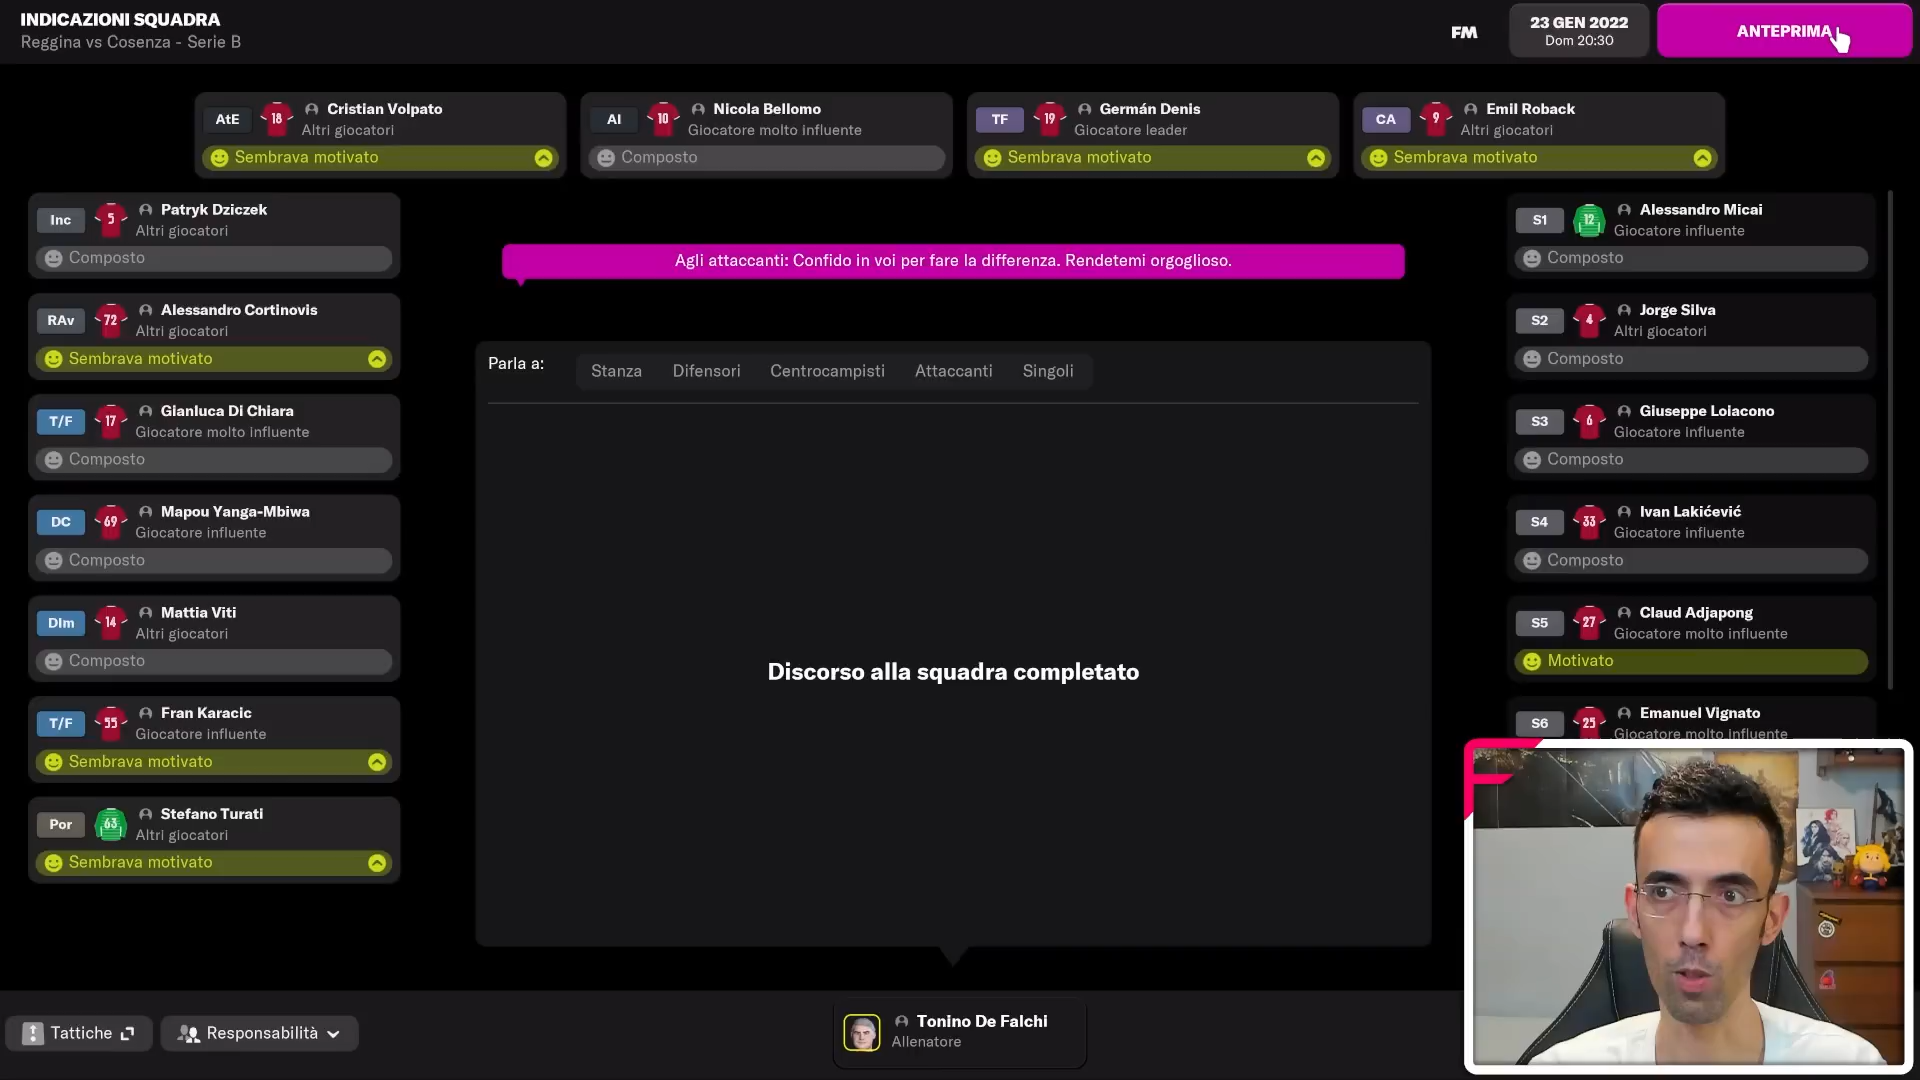 INDICAZIONI SQUADRA
Reggina vs Cosenza - Serie B
FM
23 GEN 2022
Dom 20:30
ANTEPRIMA
AtE
18
Cristian Volpato
Altri giocatori
Sembrava motivato
AI
10
Nicola Bellomo
Giocatore molto influente
Composto
TF
19
Germán Denis
Giocatore leader
Sembrava motivato
CA
9
Emil Roback
Altri giocatori
Sembrava motivato
Inc
5
Patryk Dziczek
Altri giocatori
Composto
RAv
72
Alessandro Cortinovis
Altri giocatori
Sembrava motivato
T/F
17
Gianluca Di Chiara
Giocatore molto influente
Composto
DC
69
Mapou Yanga-Mbiwa
Giocatore influente
Composto
DIm
14
Mattia Viti
Altri giocatori
Composto
T/F
55
Fran Karacic
Giocatore influente
Sembrava motivato
Por
63
Stefano Turati
Altri giocatori
Sembrava motivato
Agli attaccanti: Confido in voi per fare la differenza. Rendetemi orgoglioso.
Parla a:
Stanza
Difensori
Centrocampisti
Attaccanti
Singoli
Discorso alla squadra completato
S1
12
Alessandro Micai
Giocatore influente
Composto
S2
4
Jorge SIlva
Altri giocatori
Composto
S3
6
Giuseppe Loiacono
Giocatore influente
Composto
S4
33
Ivan Lakićević
Giocatore influente
Composto
S5
27
Claud Adjapong
Giocatore molto influente
Motivato
S6
25
Emanuel Vignato
Giocatore molto influente
Tattiche
Responsabilità
Tonino De Falchi
Allenatore